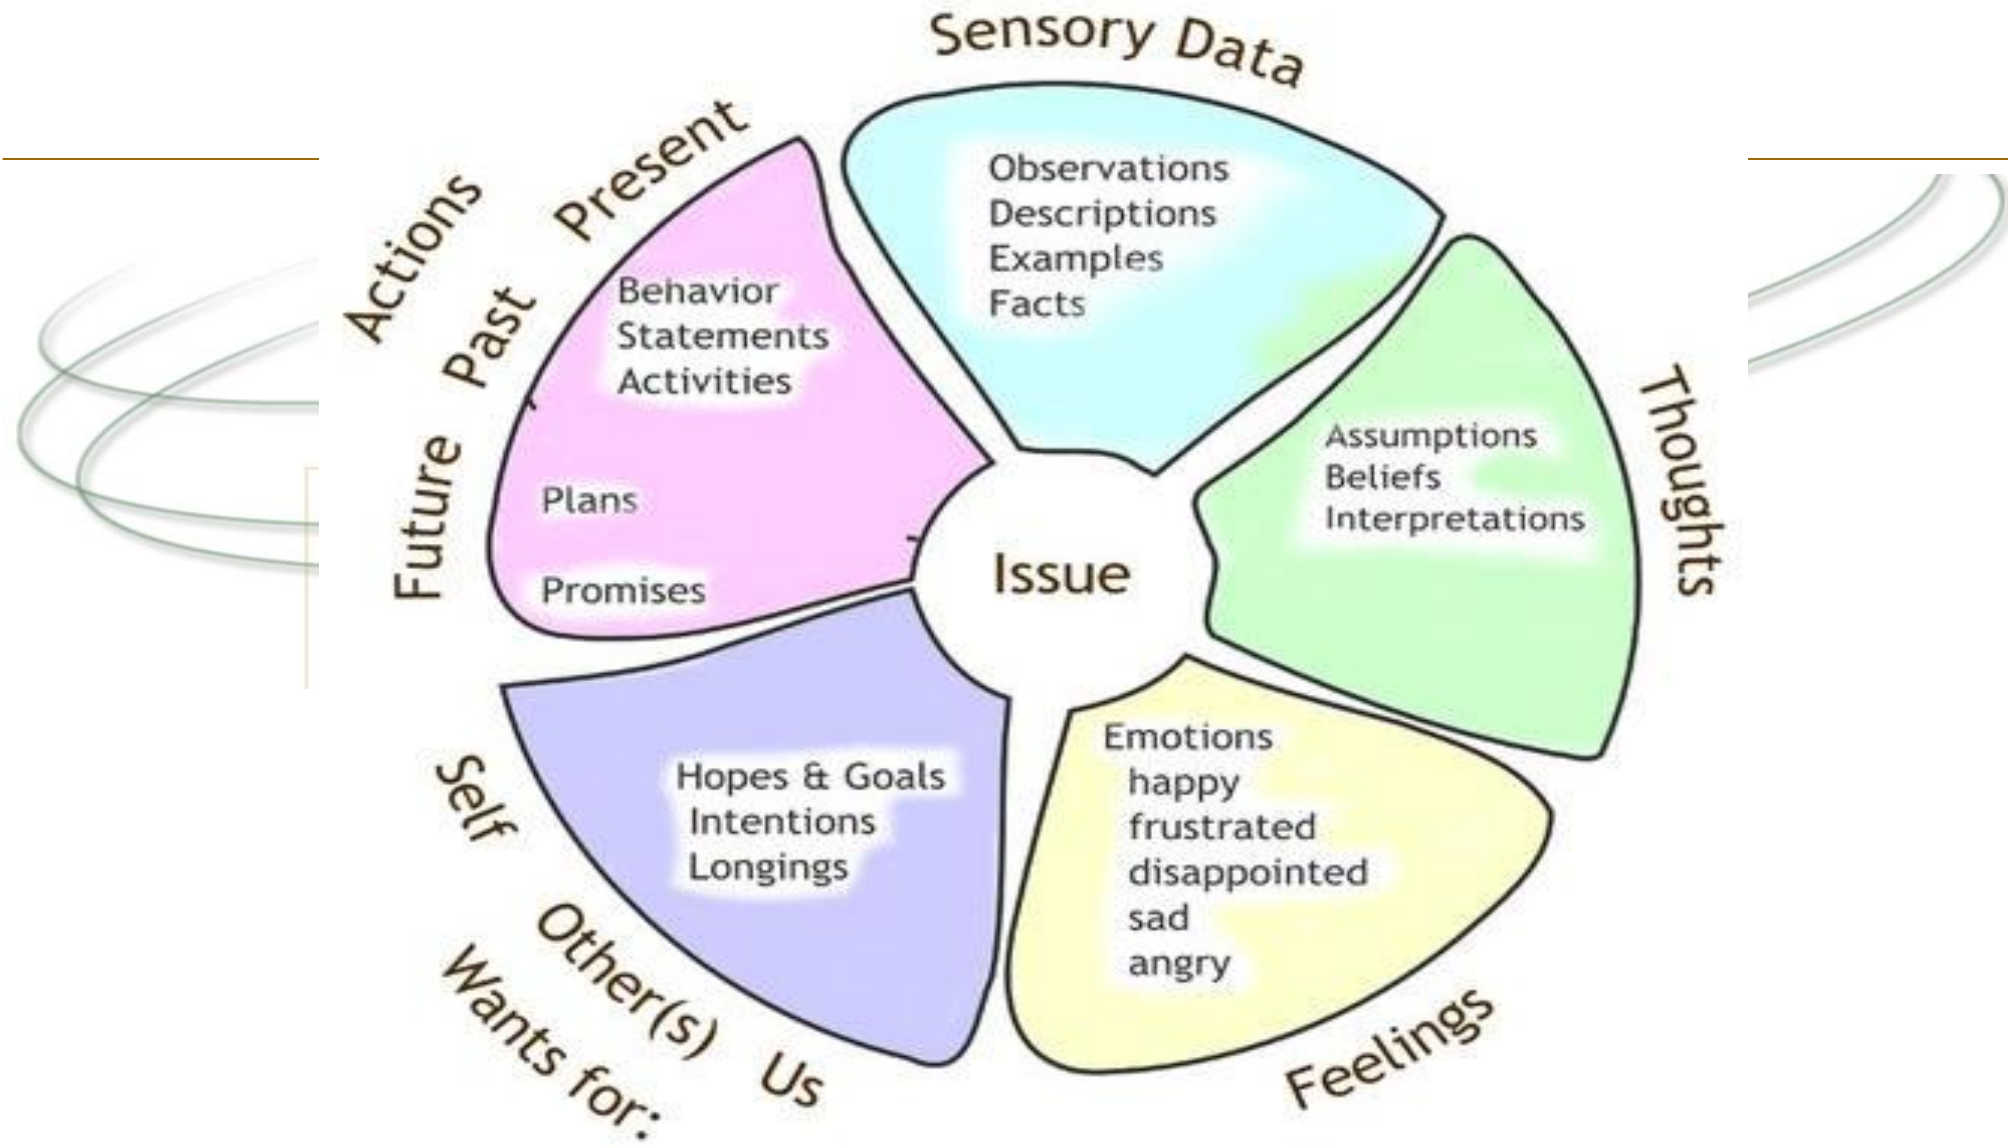 Sensory Data
Observations
Descriptions
Examples
Facts
Thoughts
Assumptions
Beliefs
Interpretations
Feelings
Emotions
happy
frustrated
disappointed
sad
angry
Wants for:
Self Other(s) Us
Hopes & Goals
Intentions
Longings
Actions
Future Past Present
Behavior
Statements
Activities
Plans
Promises
Issue